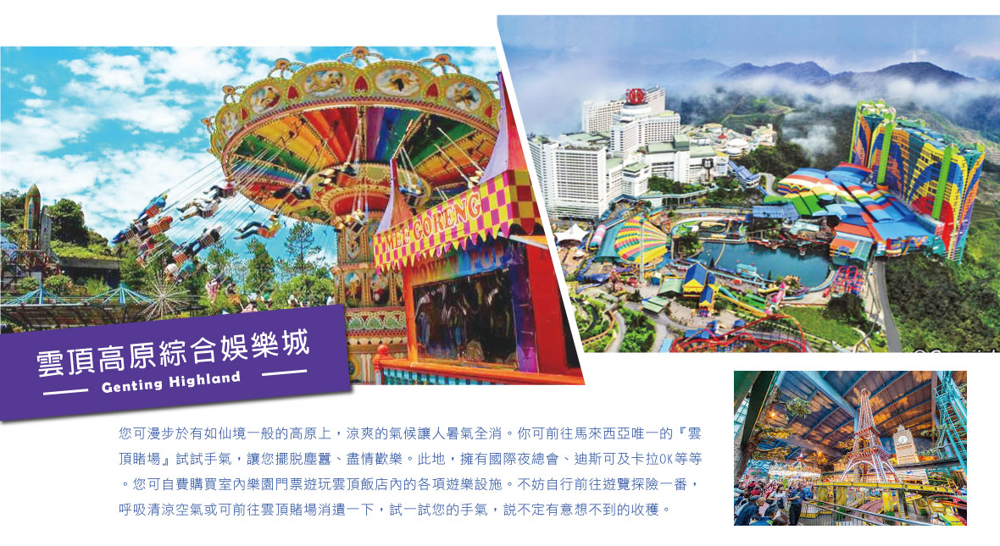 MEE GORENG
POWER POP
雲頂高原綜合娛樂城
Genting Highland
您可漫步於有如仙境一般的高原上，涼爽的氣候讓人暑氣全消。你可前往馬來西亞唯一的『雲
頂賭場』試試手氣，讓您擺脱塵囂、盡情歡樂。此地，擁有國際夜總會、迪斯可及卡拉OK等等
。您可自費購買室內樂園門票遊玩雲頂飯店內的各項遊樂設施。不妨自行前往遊覽探險一番，
呼吸清涼空氣或可前往雲頂賭場消遺一下，試一試您的手氣，説不定有意想不到的收穫。